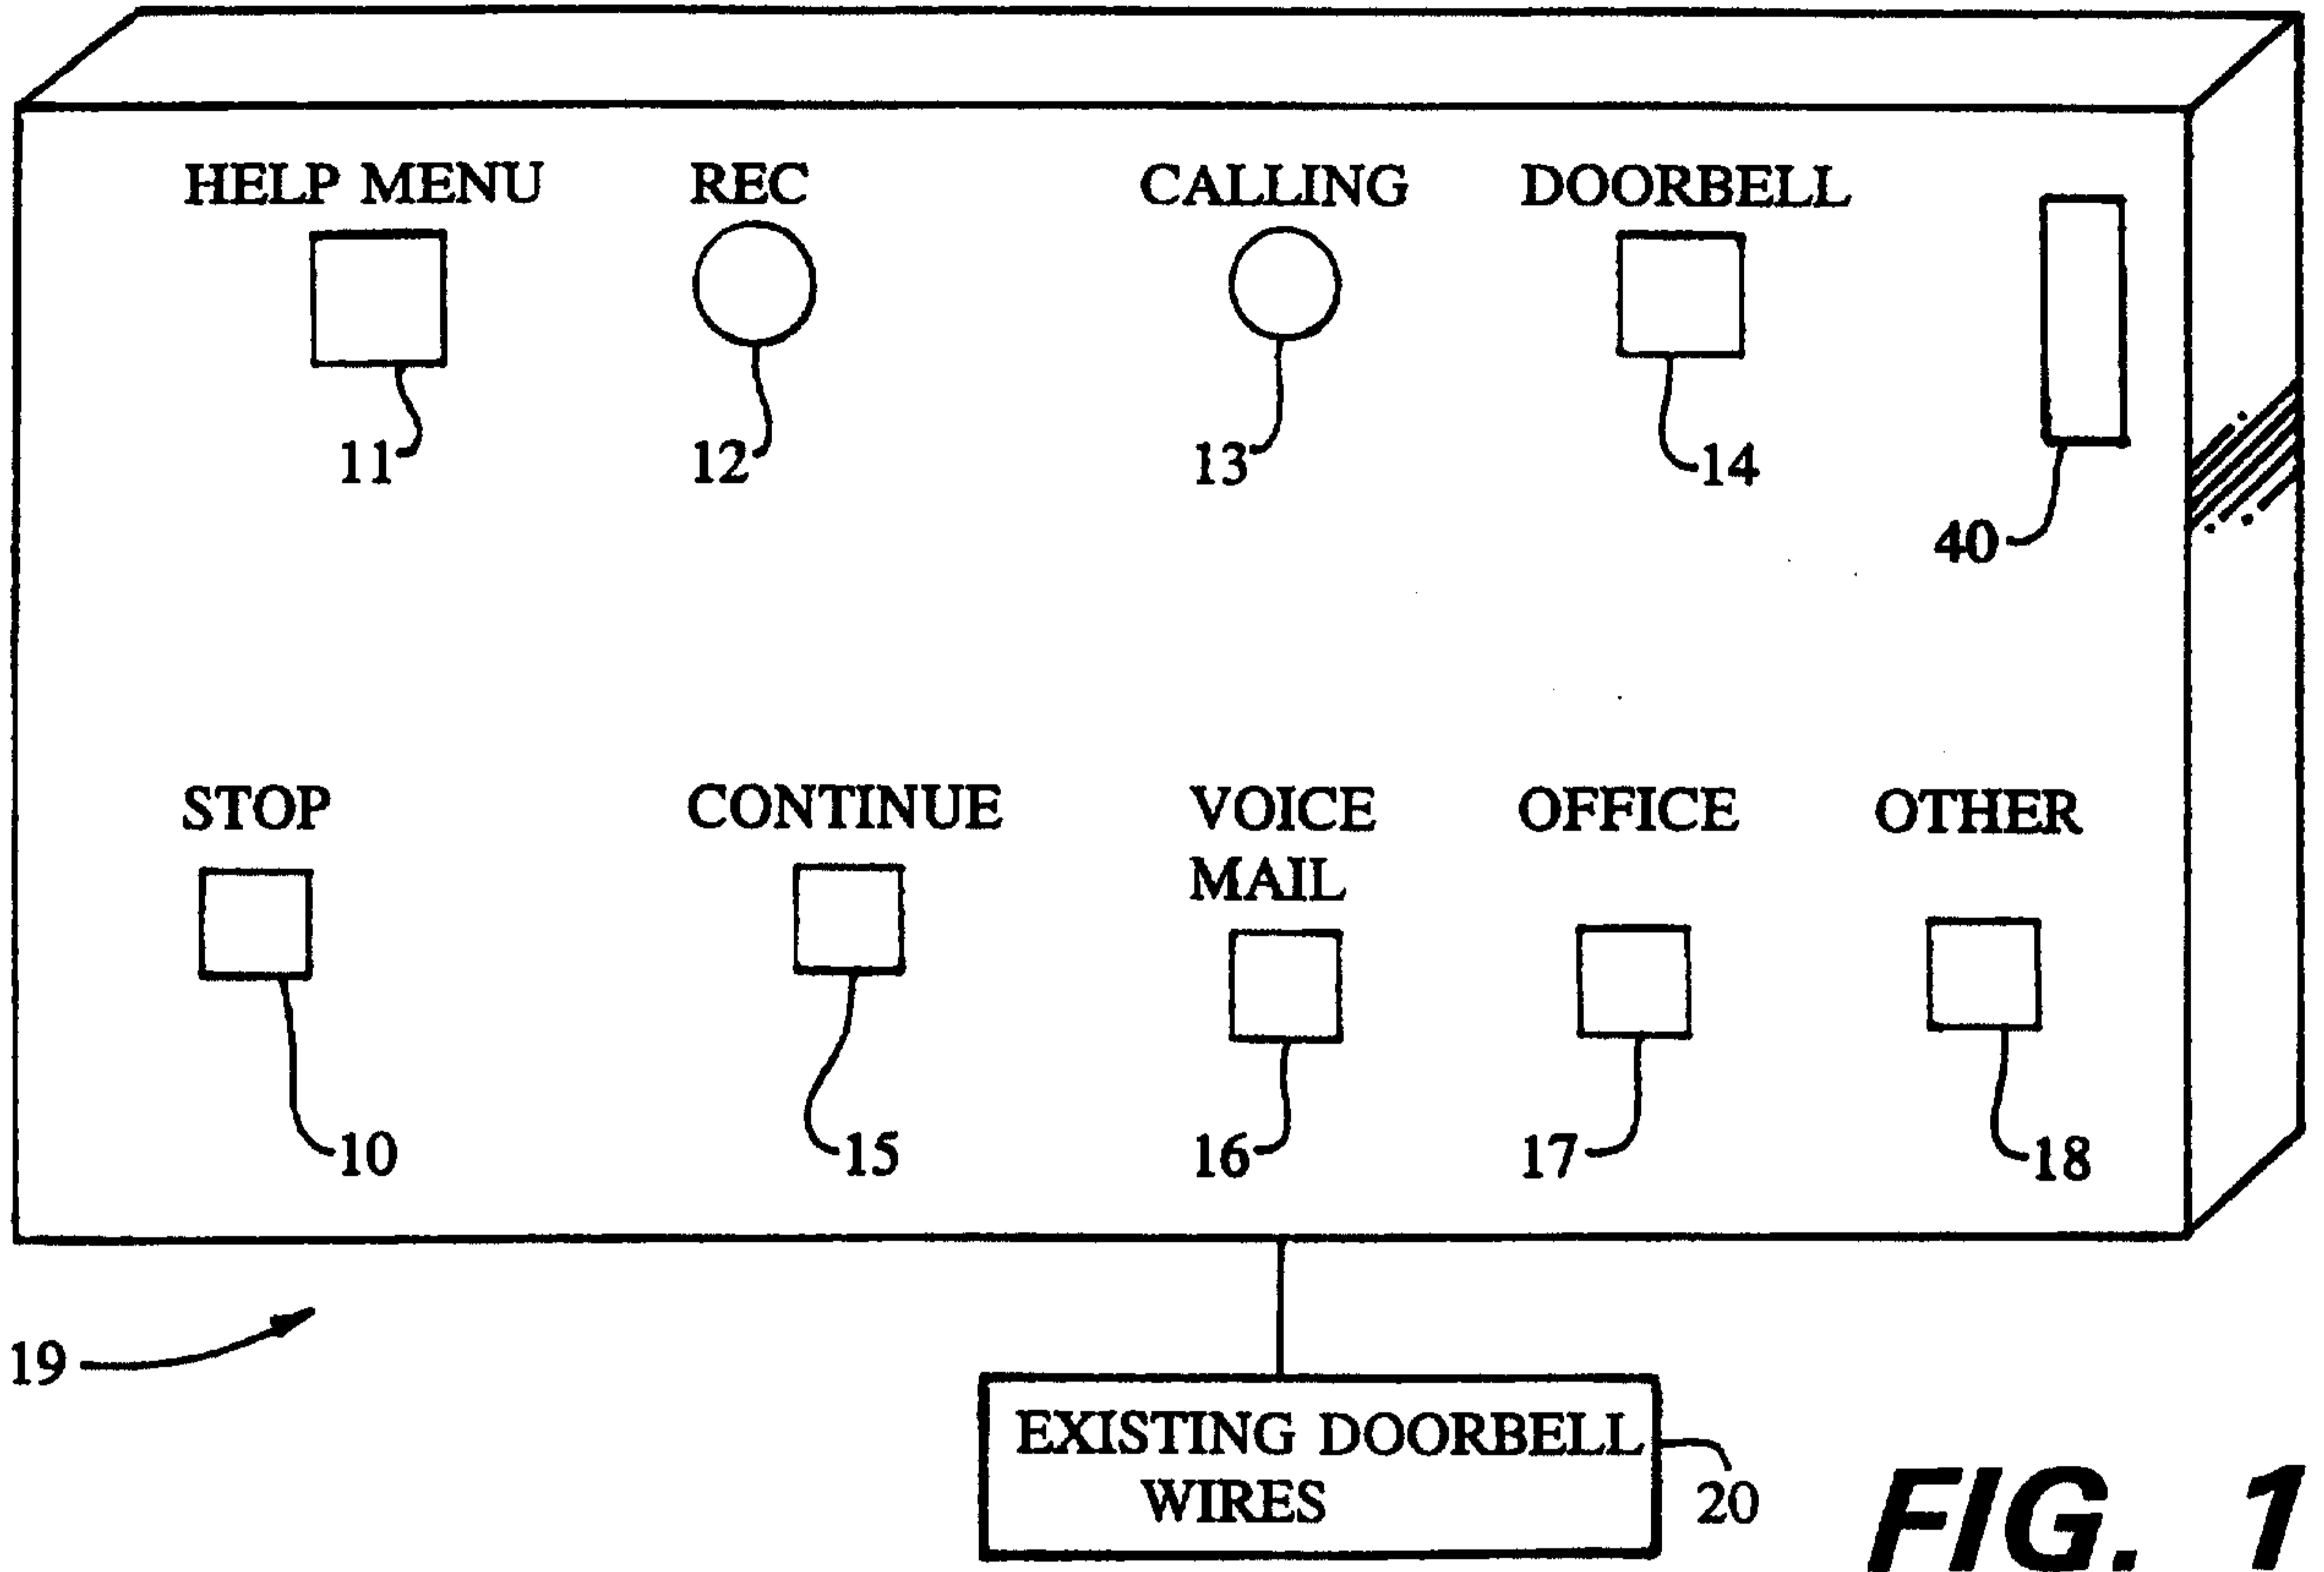 HELP MENU REC CALLING DOORBELL
11 12 13 14
40
STOP CONTINUE VOICE OFFICE OTHER
MAIL
10 15 16 17 18
19
EXISTING DOORBELL
WIRES
20
FIG. 1